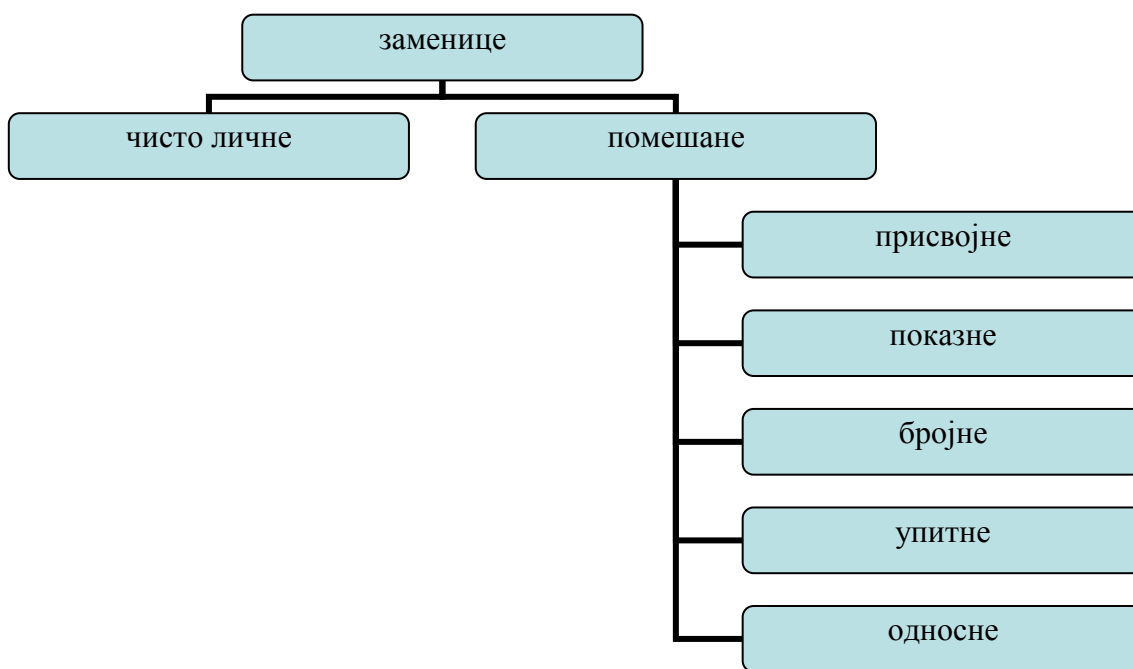 заменице
чисто личне
помешане
присвојне
показне
бројне
упитне
односне